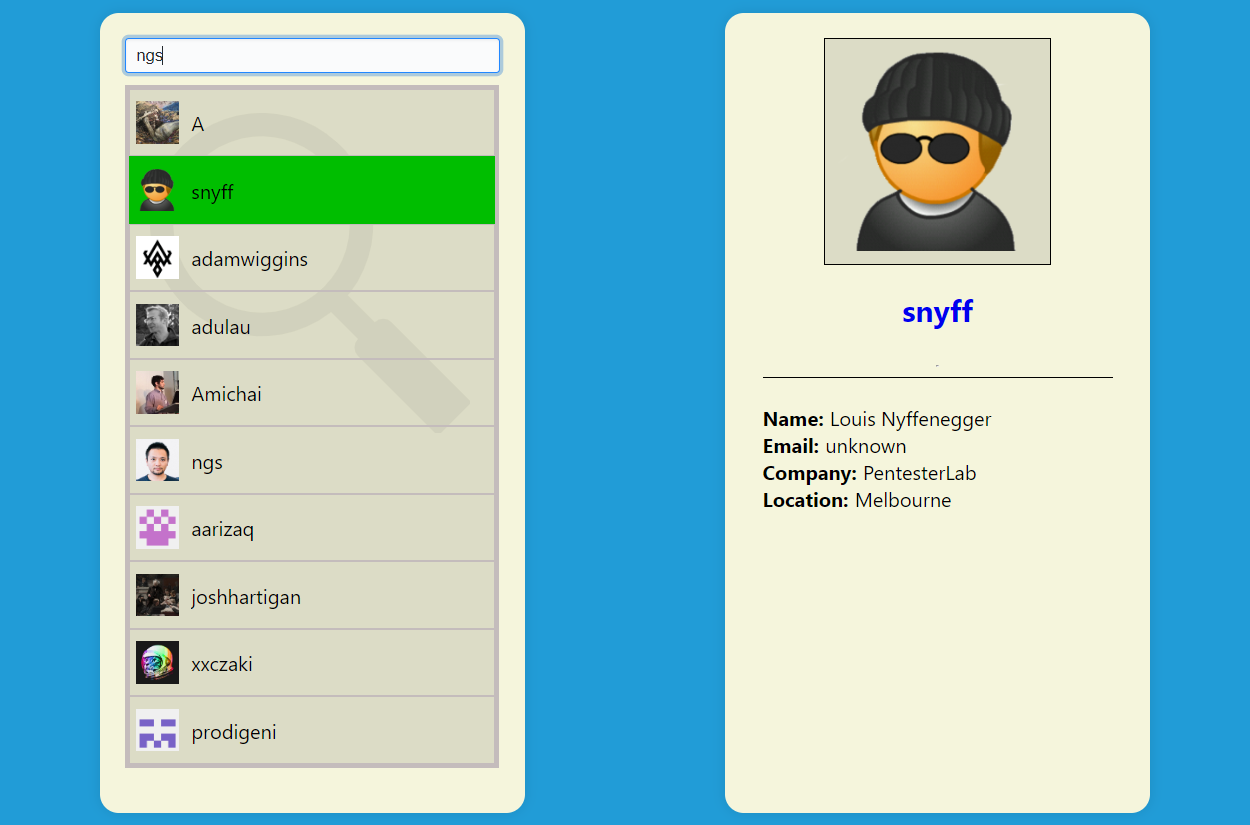 ngs
A
snyff
adamwiggins
adulau
Amichai
ngs
aarizaq
joshhartigan
xxczaki
prodigeni
snyff
-
Name: Louis Nyffenegger
Email: unknown
Company: PentesterLab
Location: Melbourne